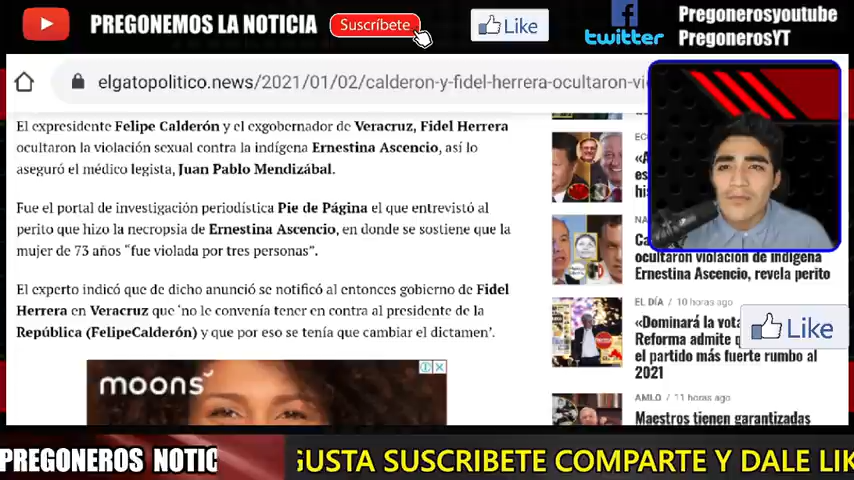 PREGONEMOS LA NOTICIA
Suscríbete
Like
twitter
Pregonerosyoutube
PregonerosYT
elgatopolitico.news/2021/01/02/calderon-y-fidel-herrera-ocultaron-vi
El expresidente Felipe Calderón y el exgobernador de Veracruz, Fidel Herrera
ocultaron la violación sexual contra la indígena Ernestina Ascencio, así lo
aseguró el médico legista, Juan Pablo Mendizábal.
Fue el portal de investigación periodística Pie de Página el que entrevistó al
perito que hizo la necropsia de Ernestina Ascencio, en donde se sostiene que la
mujer de 73 años “fue violada por tres personas”.
El experto indicó que de dicho anunció se notificó al entonces gobierno de Fidel
Herrera en Veracruz que ‘no le convenía tener en contra al presidente de la
República (FelipeCalderón) y que por eso se tenía que cambiar el dictamen’.
moons
ocultaron violación de indígena
Ernestina Ascencio, revela perito
EL DÍA / 10 horas ago
«Dominará la vota
Reforma admite q
el partido más fuerte rumbo al
2021
Like
AMLO / 11 horas ago
Maestros tienen garantizadas
PREGONEROS NOTIC
GUSTA SUSCRIBETE COMPARTE Y DALE LIK